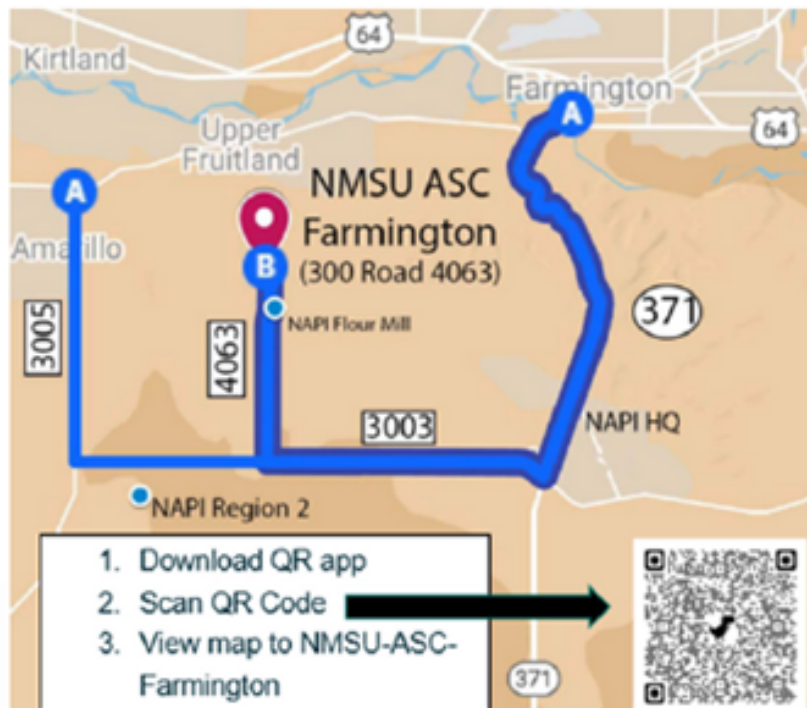 64
Kirtland
Farmington
A
64
Upper
Fruitland
NMSU ASC
A
Farmington
Amarillo
B
(300 Road 4063)
371
NAPI Flour Mill
3005
4063
3003
NAPI HQ
NAPI Region 2
1. Download QR app
2. Scan QR Code
3. View map to NMSU-ASC-
Farmington
371